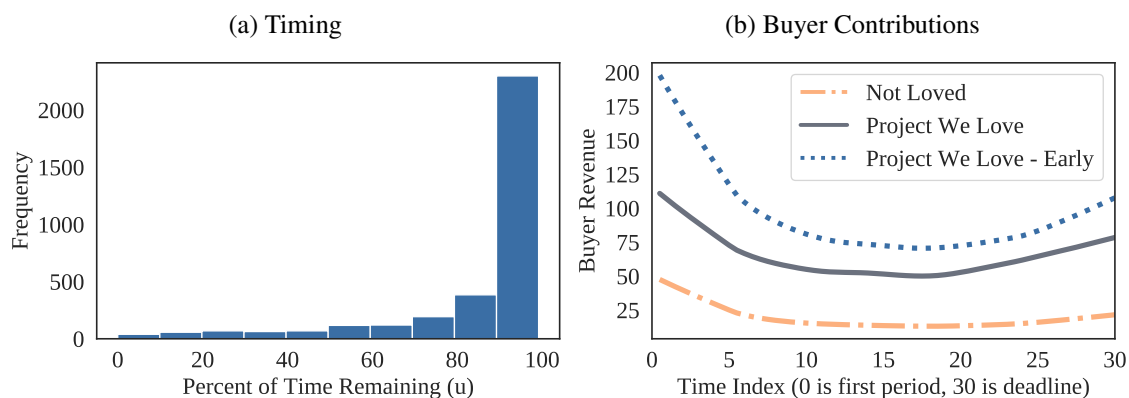 (a) Timing
Frequency
2000
1500
1000
500
0
0 20 40 60 80 100
Percent of Time Remaining (u)
(b) Buyer Contributions
Buyer Revenue
200
175
150
125
100
75
50
25
Not Loved
Project We Love
Project We Love - Early
0 5 10 15 20 25 30
Time Index (0 is first period, 30 is deadline)